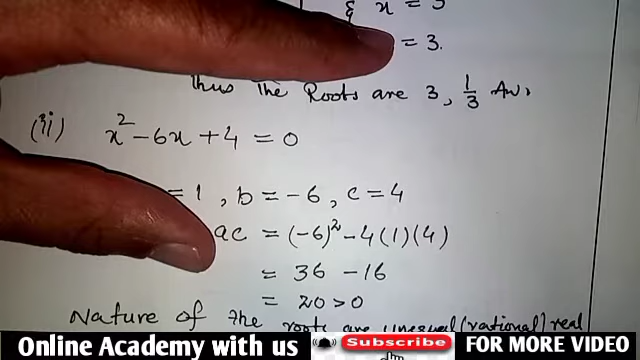 & x = 3
= 3.
Thus The Roots are 3, 1/3 Ans
(ii) x² - 6x + 4 = 0
= 1, b = -6, c = 4
ac = (-6)² - 4(1)(4)
= 36 - 16
= 20 > 0
Nature of The roots are unequal (rational) real
Online Academy with us Subscribe FOR MORE VIDEO